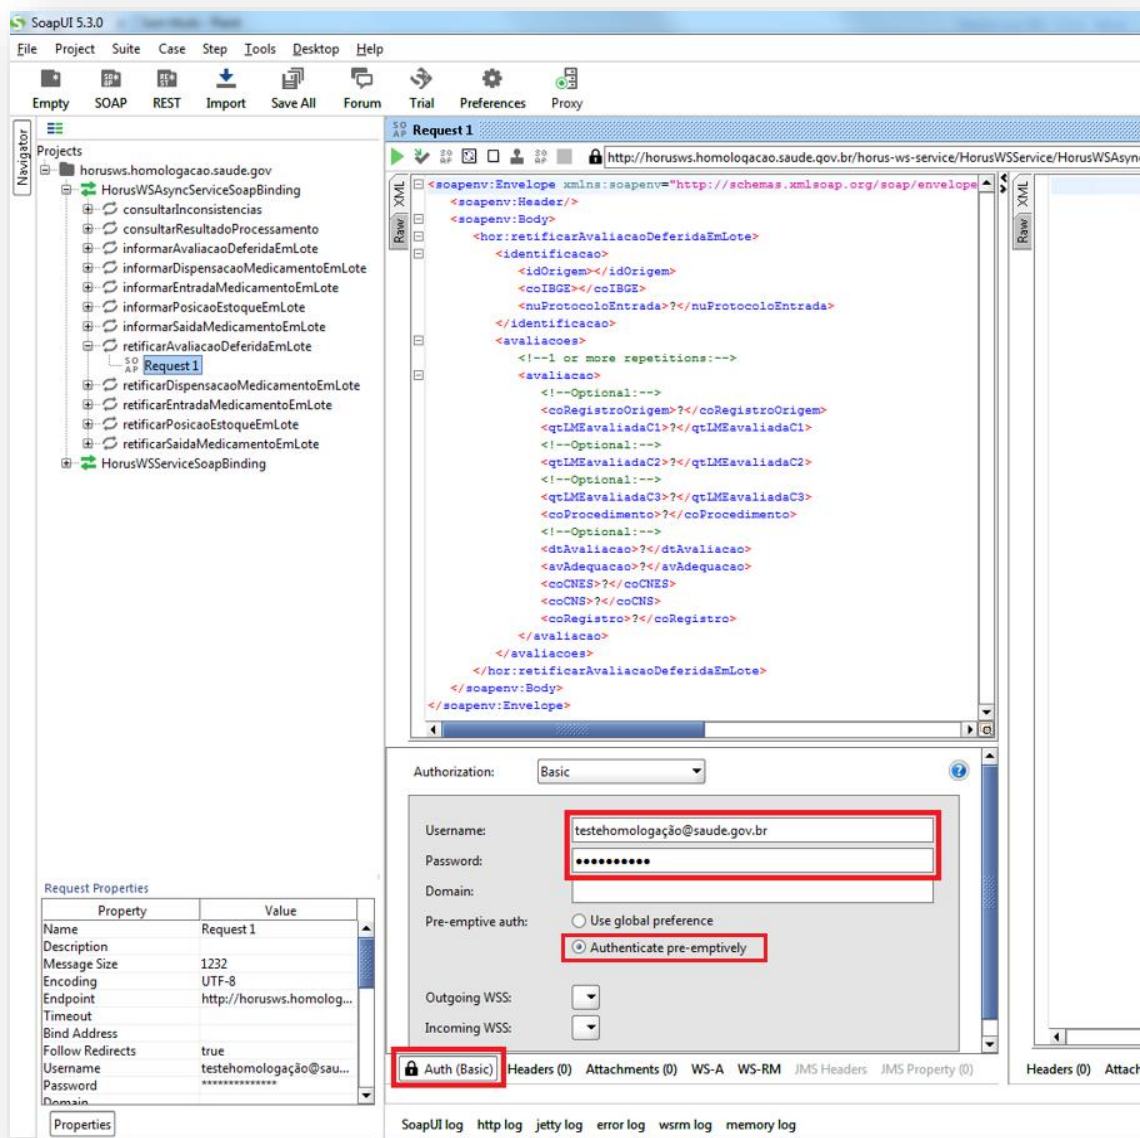 SoapUI 5.3.0
File Project Suite Case Step Tools Desktop Help
Empty SOAP REST Import Save All Forum Trial Preferences Proxy
Navigator
Projects
horusws.homologacao.saude.gov
HorusWSAsyncServiceSoapBinding
consultarInconsistencias
consultarResultadoProcessamento
informarAvaliacaoDeferidaEmLote
informarDispensacaoMedicamentoEmLote
informarEntradaMedicamentoEmLote
informarPosicaoEstoqueEmLote
informarSaidaMedicamentoEmLote
retificarAvaliacaoDeferidaEmLote
SOAP Request 1
retificarDispensacaoMedicamentoEmLote
retificarEntradaMedicamentoEmLote
retificarPosicaoEstoqueEmLote
retificarSaidaMedicamentoEmLote
HorusWSServiceSoapBinding
Request Properties
Property Value
Name Request 1
Description
Message Size 1232
Encoding UTF-8
Endpoint http://horusws.homolog...
Timeout
Bind Address
Follow Redirects true
Username testehomologação@sau...
Password **************
Domain
Properties
SOAP Request 1
http://horusws.homologacao.saude.gov.br/horus-ws-service/HorusWSService/HorusWSAsync
XML
Raw
<soapenv:Envelope xmlns:soapenv="http://schemas.xmlsoap.org/soap/envelope
<soapenv:Header/>
<soapenv:Body>
<hor:retificarAvaliacaoDeferidaEmLote>
<identificacao>
<idOrigem></idOrigem>
<coIBGE></coIBGE>
<nuProtocoloEntrada>?</nuProtocoloEntrada>
</identificacao>
<avaliacoes>
<!--1 or more repetitions:-->
<avaliacao>
<!--Optional:-->
<coRegistroOrigem>?</coRegistroOrigem>
<qtLMEavaliadaC1>?</qtLMEavaliadaC1>
<!--Optional:-->
<qtLMEavaliadaC2>?</qtLMEavaliadaC2>
<!--Optional:-->
<qtLMEavaliadaC3>?</qtLMEavaliadaC3>
<coProcedimento>?</coProcedimento>
<!--Optional:-->
<dtAvaliacao>?</dtAvaliacao>
<avAdequacao>?</avAdequacao>
<coCNES>?</coCNES>
<coCNS>?</coCNS>
<coRegistro>?</coRegistro>
</avaliacao>
</avaliacoes>
</hor:retificarAvaliacaoDeferidaEmLote>
</soapenv:Body>
</soapenv:Envelope>
XML
Raw
Authorization: Basic
Username: testehomologação@saude.gov.br
Password: ●●●●●●●●●●
Domain:
Pre-emptive auth: Use global preference
Authenticate pre-emptively
Outgoing WSS:
Incoming WSS:
Auth (Basic) Headers (0) Attachments (0) WS-A WS-RM JMS Headers JMS Property (0)
Headers (0) Attach
SoapUI log http log jetty log error log wsrm log memory log